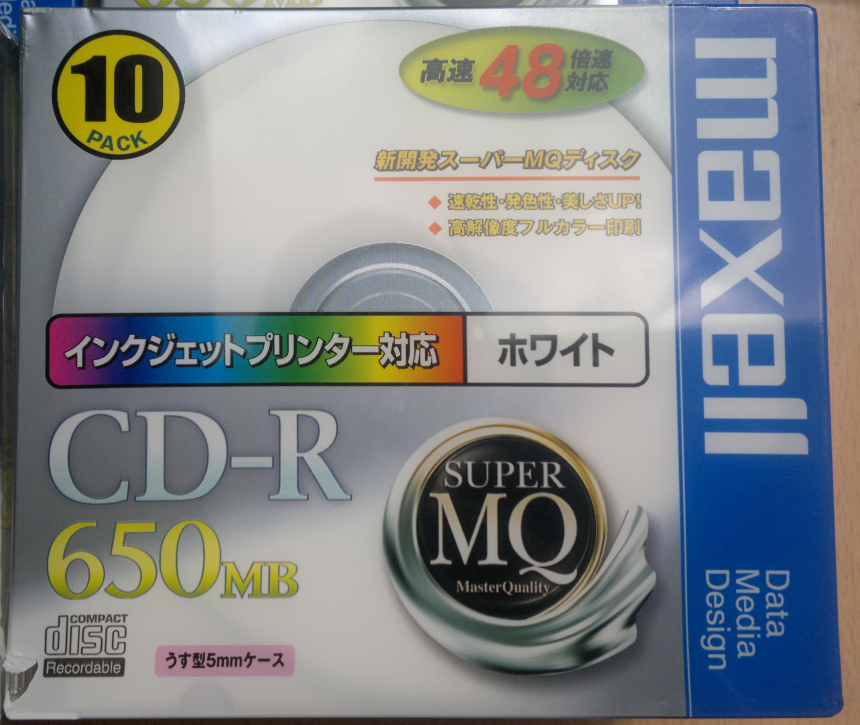 650MB
10
PACK
高速48倍速
対応
新開発スーパーMQディスク
◆ 速乾性・発色性・美しさUP!
◆ 高解像度フルカラー印刷
インクジェットプリンター対応 ホワイト
CD-R
650MB
SUPER
MQ
MasterQuality
COMPACT
disc
Recordable
うす型5mmケース
maxell
Data
Media
Design